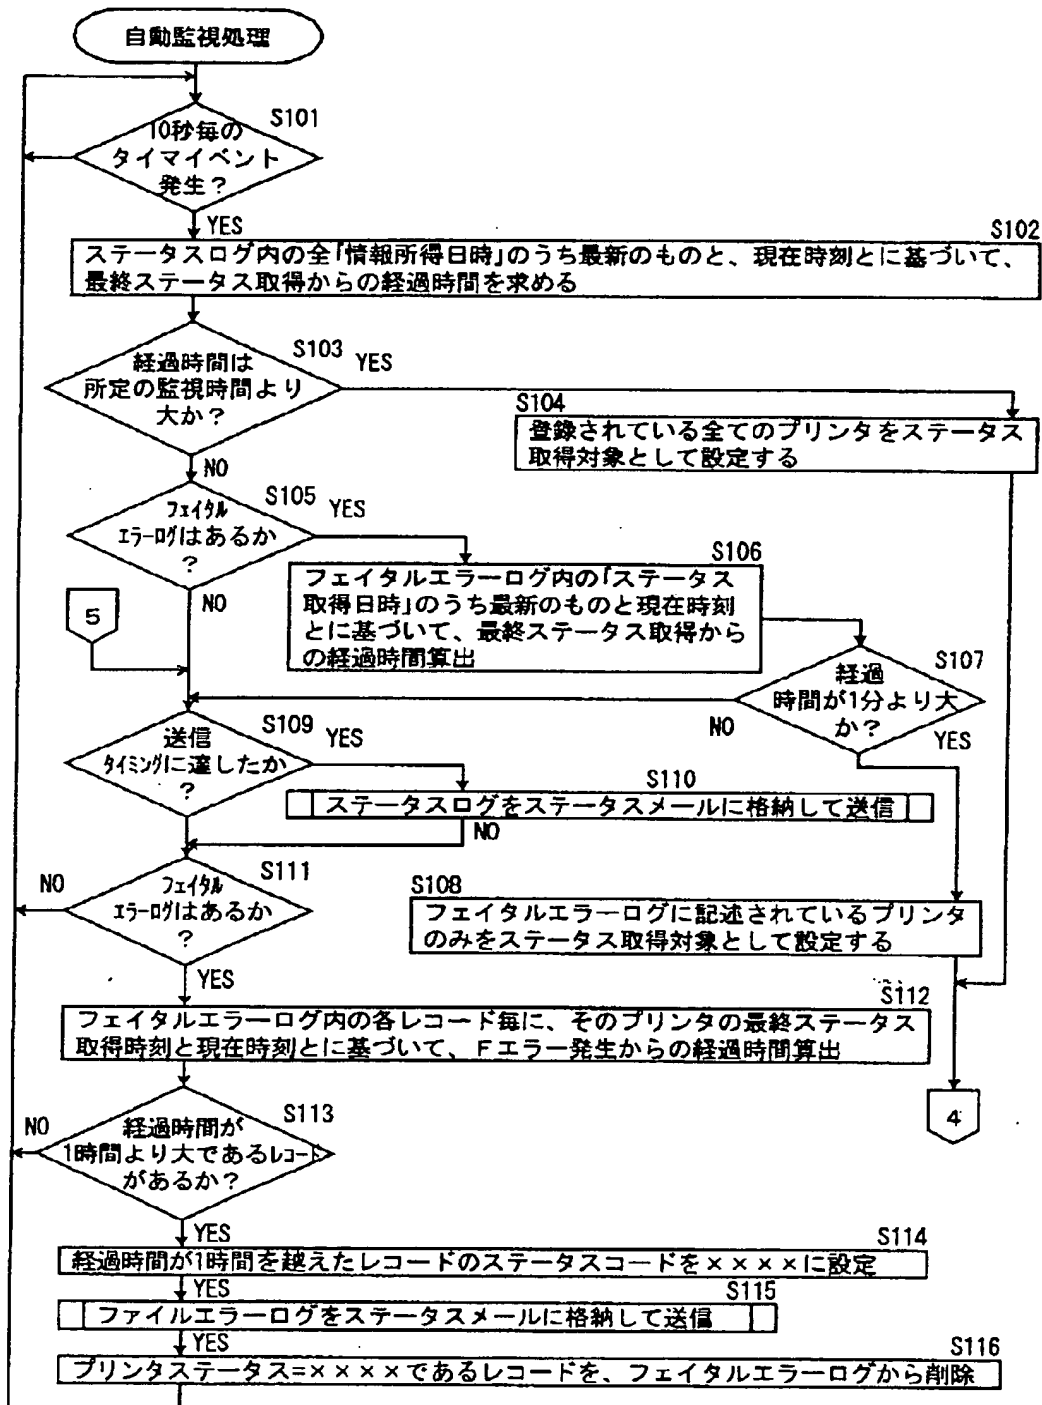 自動監視処理
S101
10秒毎の
タイマイベント
発生?
YES
S102
ステータスログ内の全「情報所得日時」のうち最新のものと、現在時刻とに基づいて、
最終ステータス取得からの経過時間を求める
S103
YES
経過時間は
所定の監視時間より
大か?
S104
登録されている全てのプリンタをステータス
取得対象として設定する
NO
S105
YES
フェイタル
エラーログはあるか
?
S106
フェイタルエラーログ内の「ステータス
取得日時」のうち最新のものと現在時刻
とに基づいて、最終ステータス取得から
の経過時間算出
NO
5
S107
経過
時間が1分より大
か?
NO
YES
S109
YES
送信
タイミングに達したか
?
S110
ステータスログをステータスメールに格納して送信
NO
S111
NO
フェイタル
エラーログはあるか
?
S108
フェイタルエラーログに記述されているプリンタ
のみをステータス取得対象として設定する
YES
S112
フェイタルエラーログ内の各レコード毎に、そのプリンタの最終ステータス
取得時刻と現在時刻とに基づいて、Fエラー発生からの経過時間算出
4
S113
NO
経過時間が
1時間より大であるレコード
があるか?
YES
S114
経過時間が1時間を越えたレコードのステータスコードを××××に設定
YES
S115
ファイルエラーログをステータスメールに格納して送信
YES
S116
プリンタステータス=××××であるレコードを、フェイタルエラーログから削除